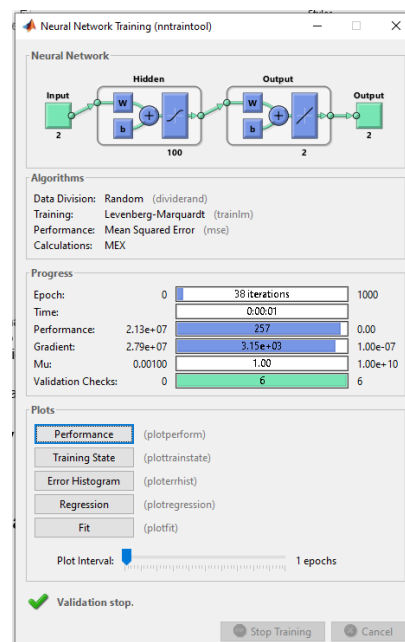 Neural Network Training (nntraintool)
Neural Network
Hidden
Output
Input
Output
W
W
b
b
2
2
100
2
Algorithms
Data Division: Random (dividerand)
Training: Levenberg-Marquardt (trainlm)
Performance: Mean Squared Error (mse)
Calculations: MEX
Progress
Epoch: 0 38 iterations 1000
Time: 0:00:01
Performance: 2.13e+07 257 0.00
Gradient: 2.79e+07 3.15e+03 1.00e-07
Mu: 0.00100 1.00 1.00e+10
Validation Checks: 0 6 6
Plots
Performance (plotperform)
Training State (plottrainstate)
Error Histogram (ploterrhist)
Regression (plotregression)
Fit (plotfit)
Plot Interval: 1 epochs
Validation stop.
Stop Training Cancel